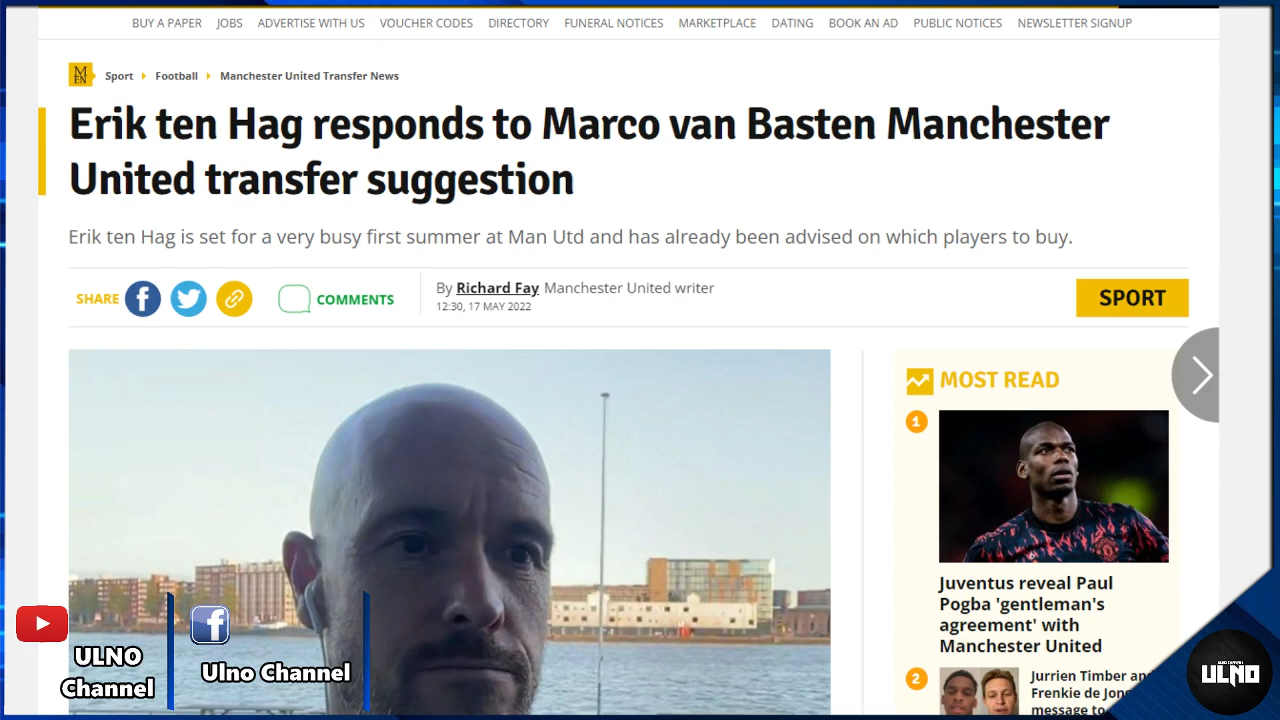 BUY A PAPER JOBS ADVERTISE WITH US VOUCHER CODES DIRECTORY FUNERAL NOTICES MARKETPLACE DATING BOOK AN AD PUBLIC NOTICES NEWSLETTER SIGNUP
M
EN
Sport Football Manchester United Transfer News
Erik ten Hag responds to Marco van Basten Manchester
United transfer suggestion
Erik ten Hag is set for a very busy first summer at Man Utd and has already been advised on which players to buy.
SHARE COMMENTS
By Richard Fay Manchester United writer
12:30, 17 MAY 2022
SPORT
MOST READ
1
Juventus reveal Paul
Pogba 'gentleman's
agreement' with
Manchester United
2
Jurrien Timber an
Frenkie de Jon
message to
ULNO
Channel
Ulno Channel
ULNO